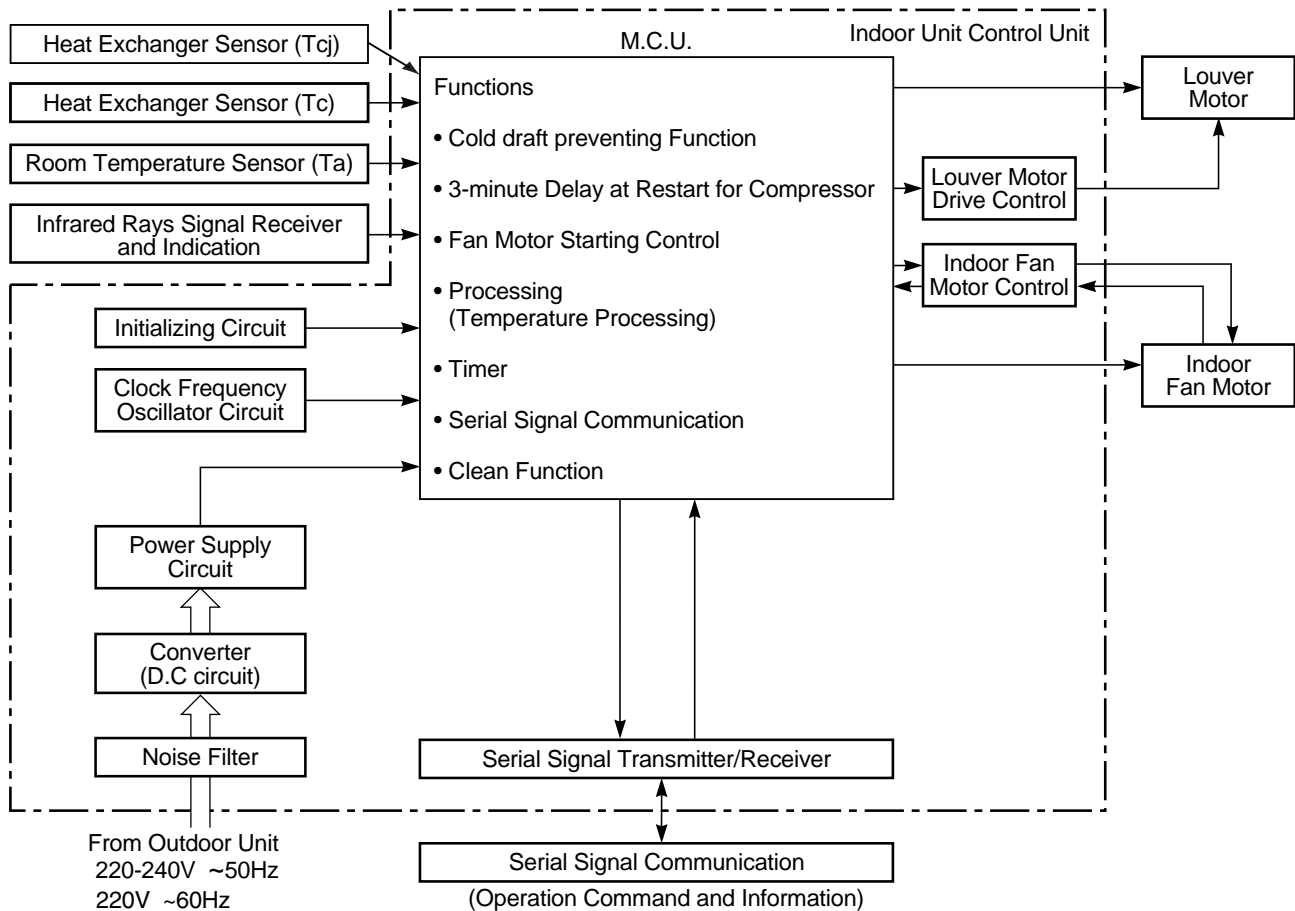 Heat Exchanger Sensor (Tcj)
Heat Exchanger Sensor (Tc)
Room Temperature Sensor (Ta)
Infrared Rays Signal Receiver
and Indication
Initializing Circuit
Clock Frequency
Oscillator Circuit
Power Supply
Circuit
Converter
(D.C circuit)
Noise Filter
From Outdoor Unit
220-240V ~50Hz
220V ~60Hz
M.C.U.
Functions
• Cold draft preventing Function
• 3-minute Delay at Restart for Compressor
• Fan Motor Starting Control
• Processing
(Temperature Processing)
• Timer
• Serial Signal Communication
• Clean Function
Serial Signal Transmitter/Receiver
Serial Signal Communication
(Operation Command and Information)
Indoor Unit Control Unit
Louver Motor
Drive Control
Indoor Fan
Motor Control
Louver
Motor
Indoor
Fan Motor